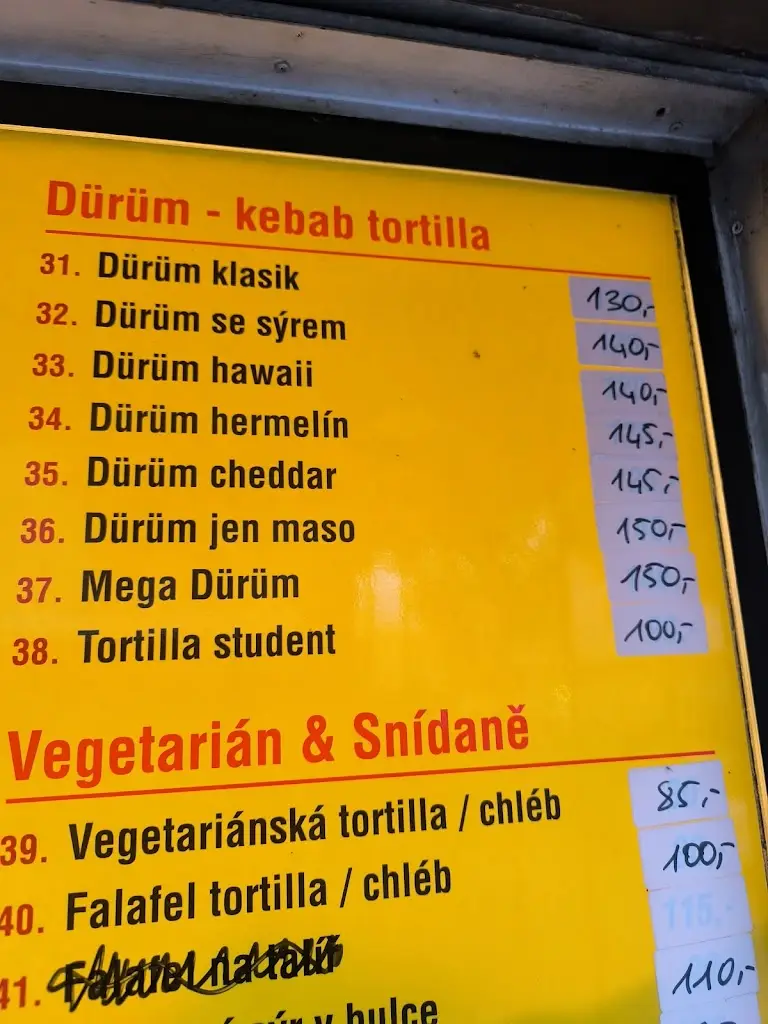 Dürüm - kebab tortilla
31. Dürüm klasik 130,-
32. Dürüm se sýrem 140,-
33. Dürüm hawaii 140,-
34. Dürüm hermelín 145,-
35. Dürüm cheddar 145,-
36. Dürüm jen maso 150,-
37. Mega Dürüm 150,-
38. Tortilla student 100,-
Vegetarián & Snídaně
39. Vegetariánská tortilla / chléb 85,-
40. Falafel tortilla / chléb 100,-
41. Falafel na talíř 115,-
v bulce 110,-